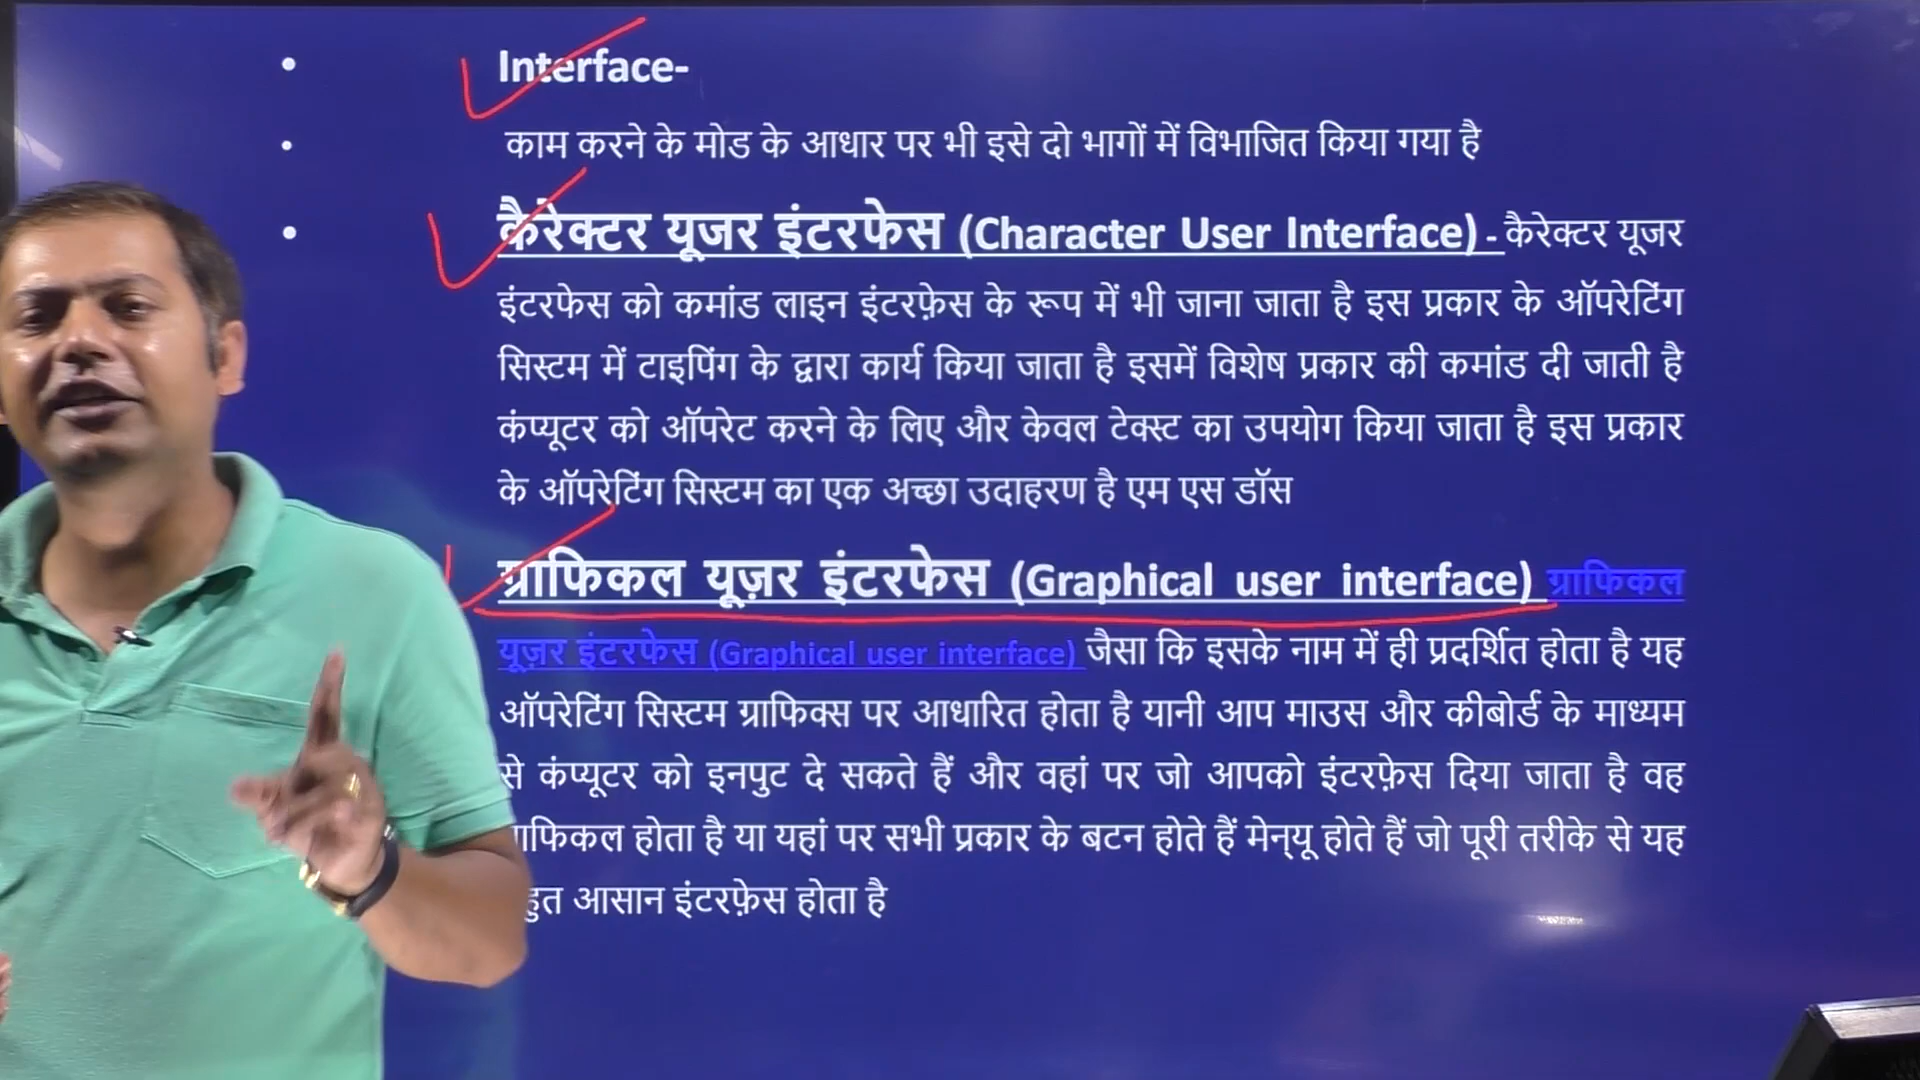 Interface-
काम करने के मोड के आधार पर भी इसे दो भागों में विभाजित किया गया है
कैरेक्टर यूजर इंटरफेस (Character User Interface) - कैरेक्टर यूजर
इंटरफेस को कमांड लाइन इंटरफ़ेस के रूप में भी जाना जाता है इस प्रकार के ऑपरेटिंग
सिस्टम में टाइपिंग के द्वारा कार्य किया जाता है इसमें विशेष प्रकार की कमांड दी जाती है
कंप्यूटर को ऑपरेट करने के लिए और केवल टेक्स्ट का उपयोग किया जाता है इस प्रकार
के ऑपरेटिंग सिस्टम का एक अच्छा उदाहरण है एम एस डॉस
ग्राफिकल यूज़र इंटरफेस (Graphical user interface) ग्राफिकल
यूज़र इंटरफेस (Graphical user interface) जैसा कि इसके नाम में ही प्रदर्शित होता है यह
ऑपरेटिंग सिस्टम ग्राफिक्स पर आधारित होता है यानी आप माउस और कीबोर्ड के माध्यम
से कंप्यूटर को इनपुट दे सकते हैं और वहां पर जो आपको इंटरफ़ेस दिया जाता है वह
होता है या यहां पर सभी प्रकार के बटन होते हैं मेन्यू होते हैं जो पूरी तरीके से यह
आसान इंटरफ़ेस होता है